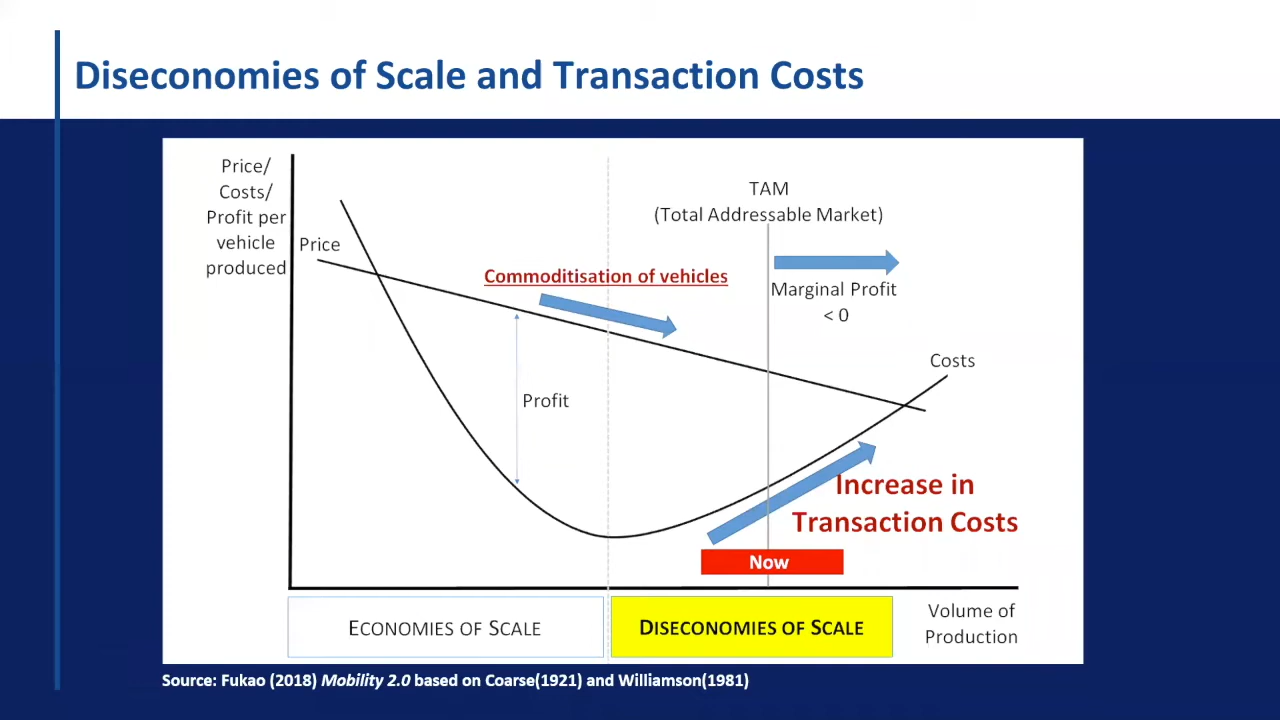 Diseconomies of Scale and Transaction Costs
Price/
Costs/
Profit per
vehicle
produced
Price
Commoditisation of vehicles
TAM
(Total Addressable Market)
Marginal Profit
< 0
Costs
Profit
Increase in
Transaction Costs
Now
ECONOMIES OF SCALE
DISECONOMIES OF SCALE
Volume of
Production
Source: Fukao (2018) Mobility 2.0 based on Coarse(1921) and Williamson(1981)